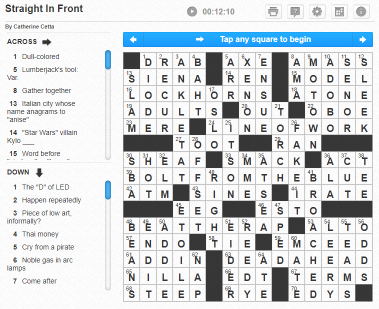 Straight In Front
By Catherine Cetta
00:12:10
ACROSS
Tap any square to begin
1 Dull-colored
5 Lumberjack's tool: Var.
8 Gather together
13 Italian city whose name anagrams to "anise"
14 "Star Wars" villain Kylo ___
15 Word before
DOWN
1 The "D" of LED
2 Happen repeatedly
3 Piece of low art, informally?
4 Thai money
5 Cry from a pirate
6 Noble gas in arc lamps
7 Come after
DRAB AXE AMASS
SIENA REN MODEL
LOCKHORNS ATONE
ADULTS OUT OBOE
MERE LINEOFWORK
TOOT RAN
SHEAF SMACK ACT
BOLTFROMTHEBLUE
ATM SINES IRATE
EEG ESTO
BEATTHERAP ALTO
ENDO TIE EMCEED
ADDIN DEADAHEAD
NILLA EDT TERMS
STEEP RYE EDYS